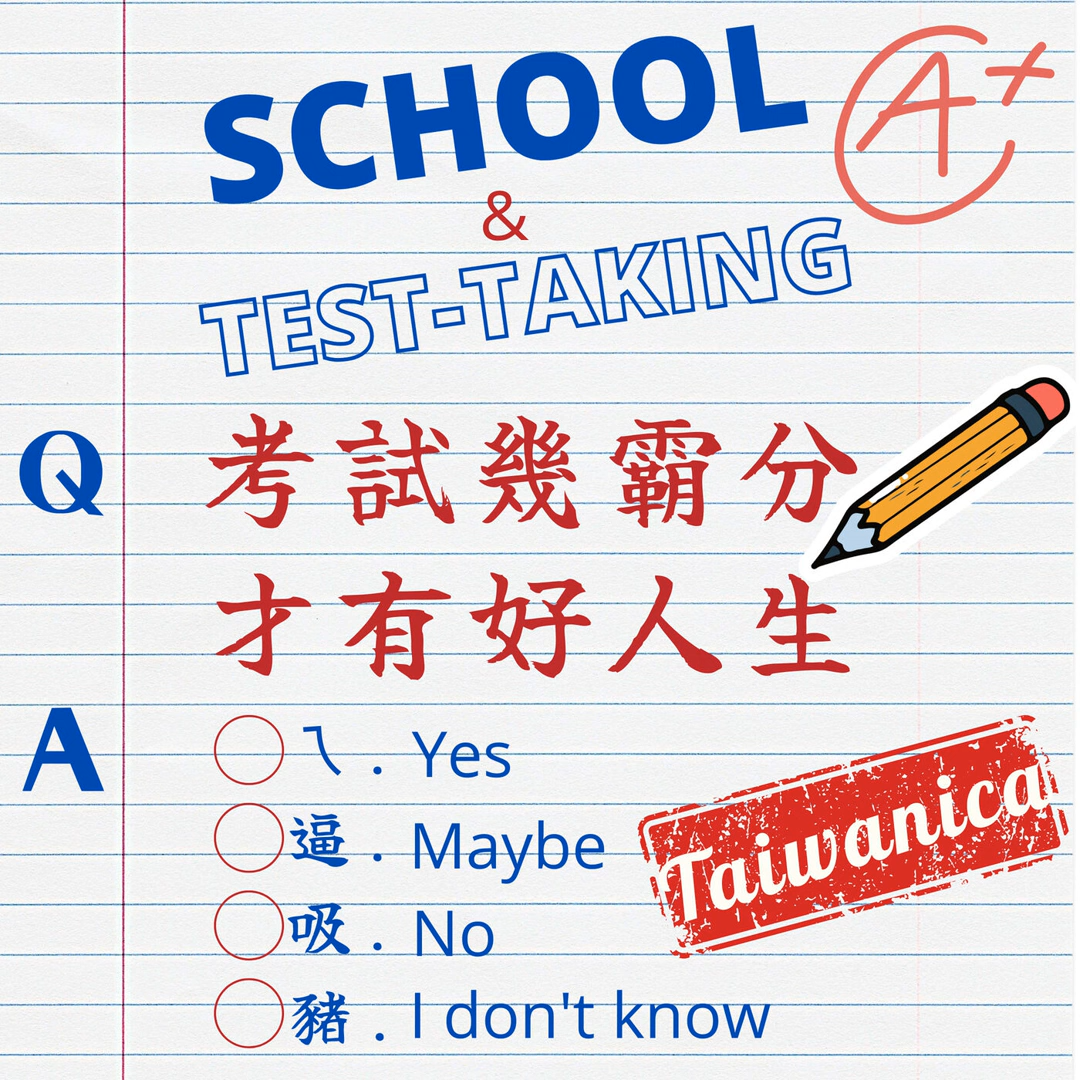 SCHOOL
A+
&
TEST-TAKING
Q
考試幾霸分
才有好人生
A
ㄟ. Yes
逼. Maybe
吸. No
豬. I don't know
Taiwanica